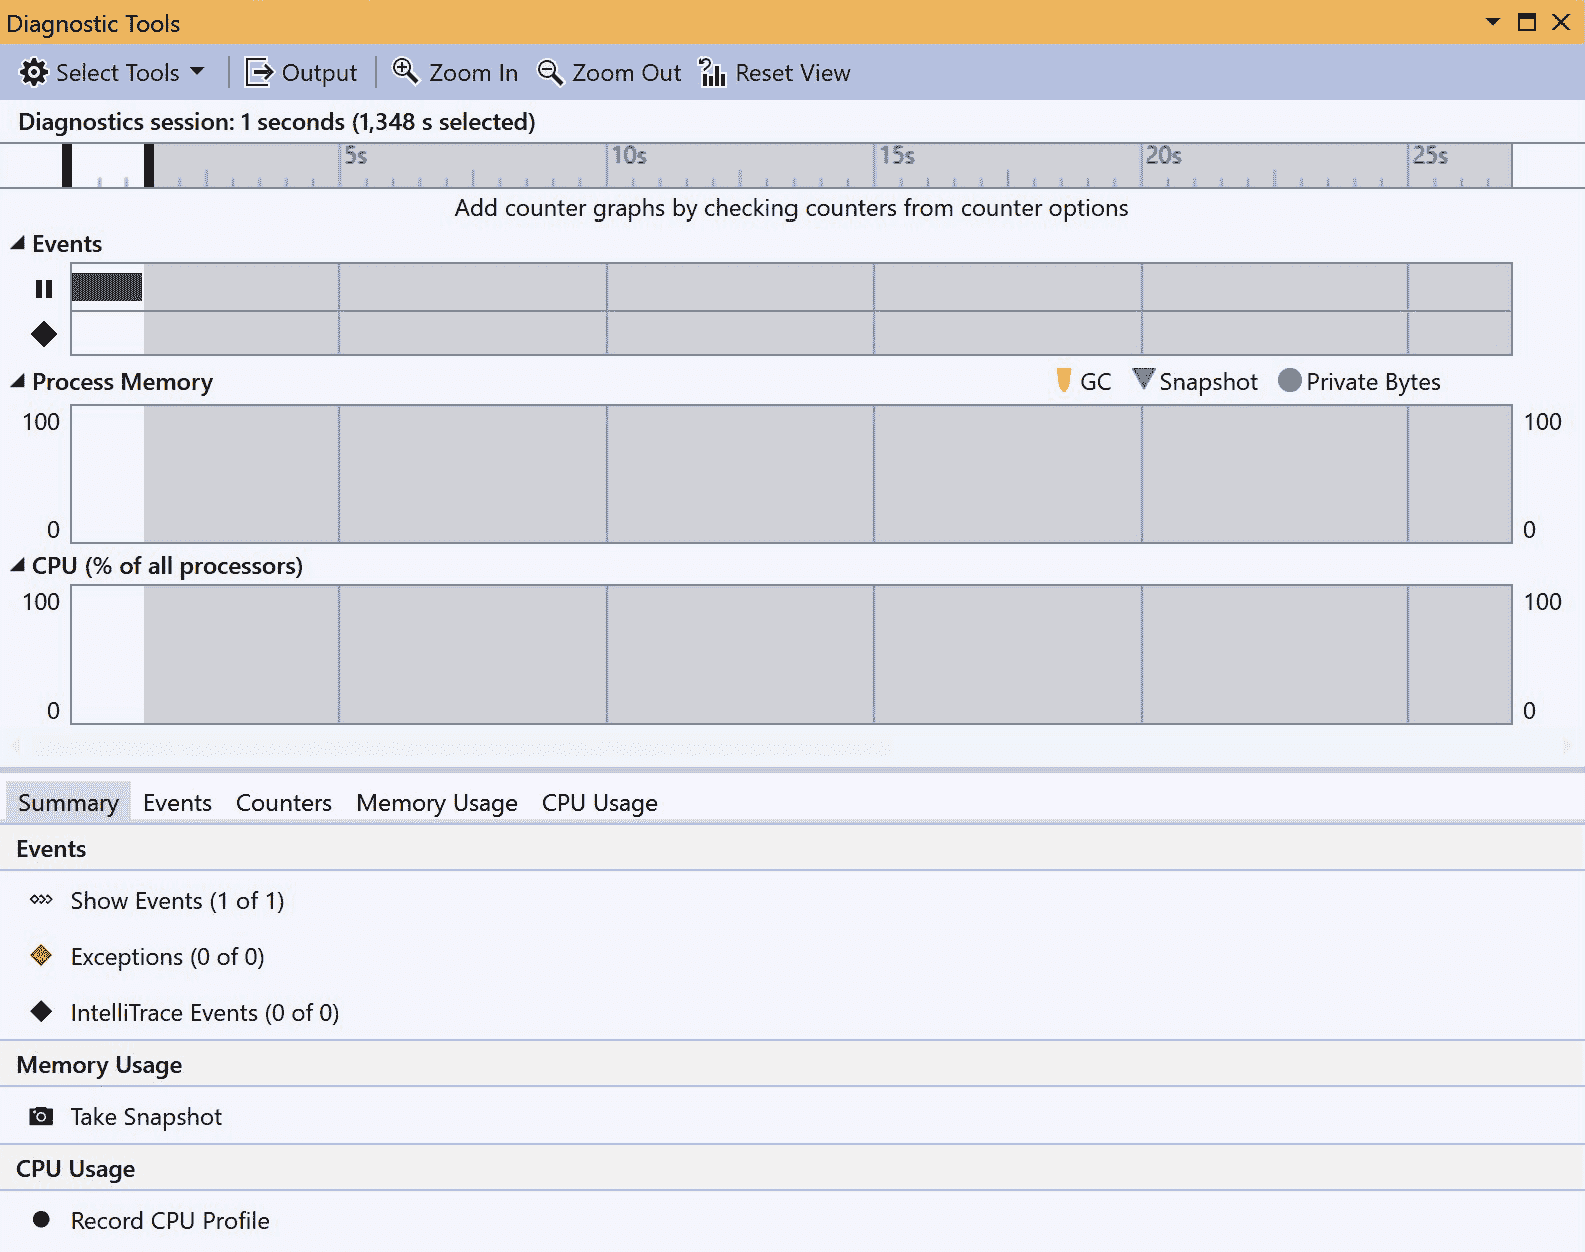 Diagnostic Tools
Select Tools Output Zoom In Zoom Out Reset View
Diagnostics session: 1 seconds (1,348 s selected)
5s 10s 15s 20s 25s
Add counter graphs by checking counters from counter options
Events
Process Memory GC Snapshot Private Bytes
100 100
0 0
CPU (% of all processors)
100 100
0 0
Summary Events Counters Memory Usage CPU Usage
Events
Show Events (1 of 1)
Exceptions (0 of 0)
IntelliTrace Events (0 of 0)
Memory Usage
Take Snapshot
CPU Usage
Record CPU Profile